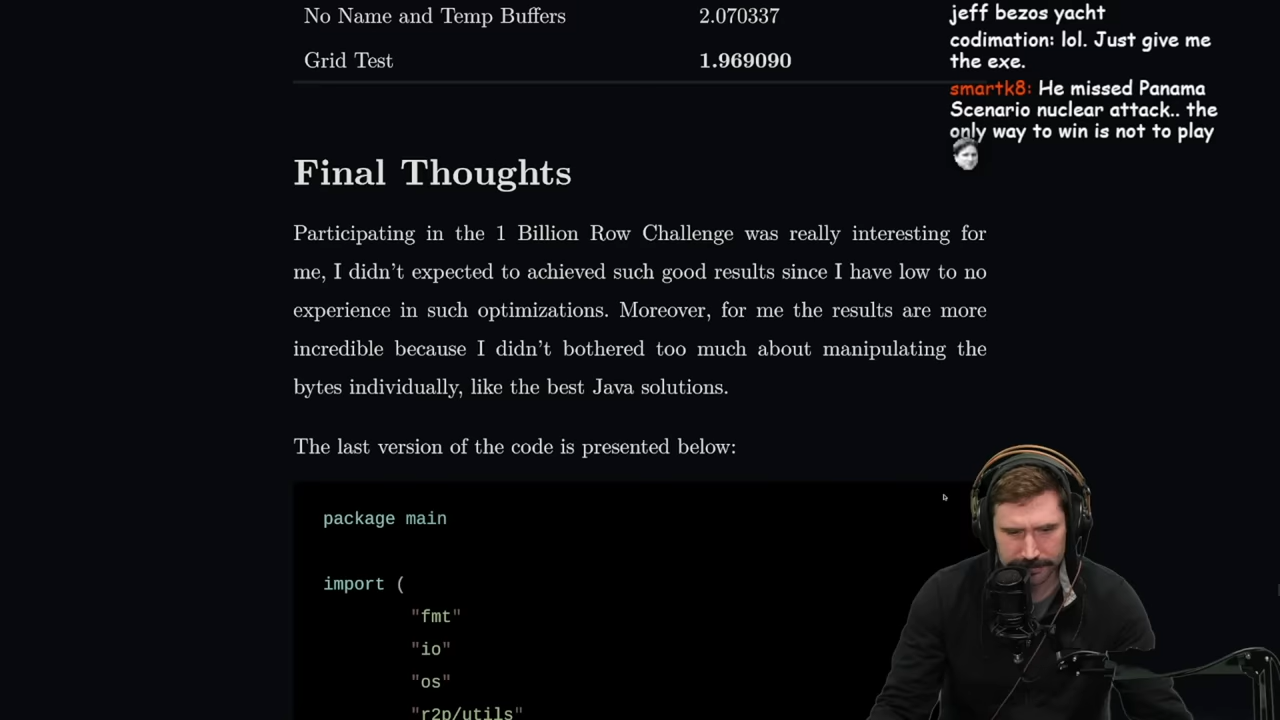 No Name and Temp Buffers 2.070337
Grid Test 1.969090
jeff bezos yacht
codimation: lol. Just give me
the exe.
smartk8: He missed Panama
Scenario nuclear attack.. the
only way to win is not to play
Final Thoughts
Participating in the 1 Billion Row Challenge was really interesting for
me, I didn't expected to achieved such good results since I have low to no
experience in such optimizations. Moreover, for me the results are more
incredible because I didn't bothered too much about manipulating the
bytes individually, like the best Java solutions.
The last version of the code is presented below:
package main
import (
"fmt"
"io"
"os"
"r2p/utils"